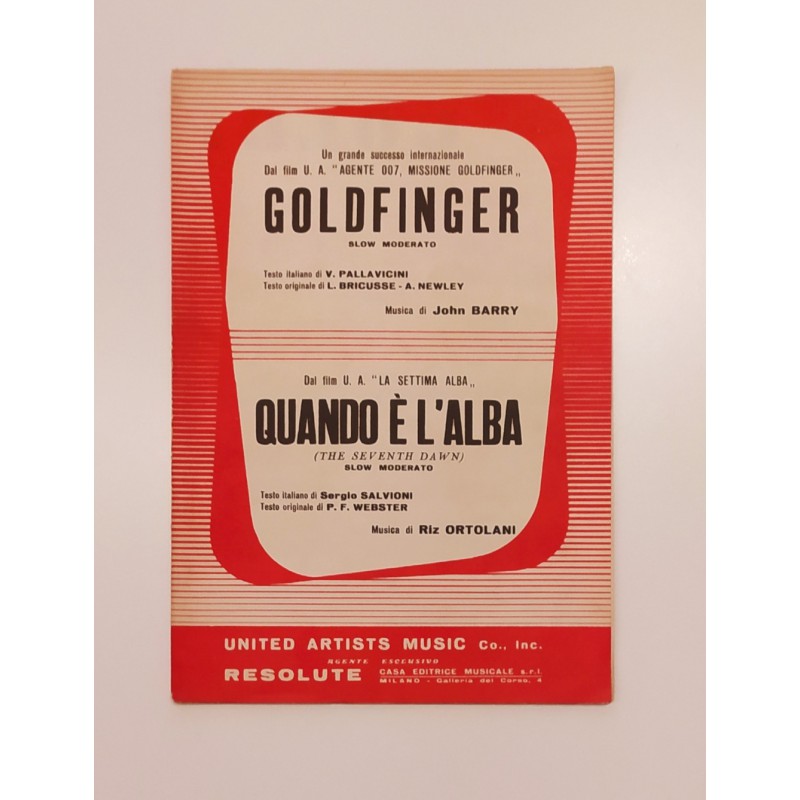 Un grande successo internazionale
Dal film U. A. "AGENTE 007, MISSIONE GOLDFINGER„
GOLDFINGER
SLOW MODERATO
Testo italiano di V. PALLAVICINI
Testo originale di L. BRICUSSE - A. NEWLEY
Musica di John BARRY
Dal film U. A. "LA SETTIMA ALBA„
QUANDO È L'ALBA
(THE SEVENTH DAWN)
SLOW MODERATO
Testo italiano di Sergio SALVIONI
Testo originale di P. F. WEBSTER
Musica di Riz ORTOLANI
UNITED ARTISTS MUSIC Co., Inc.
AGENTE ESCLUSIVO
RESOLUTE CASA EDITRICE MUSICALE s.r.l.
MILANO - Galleria del Corso, 4